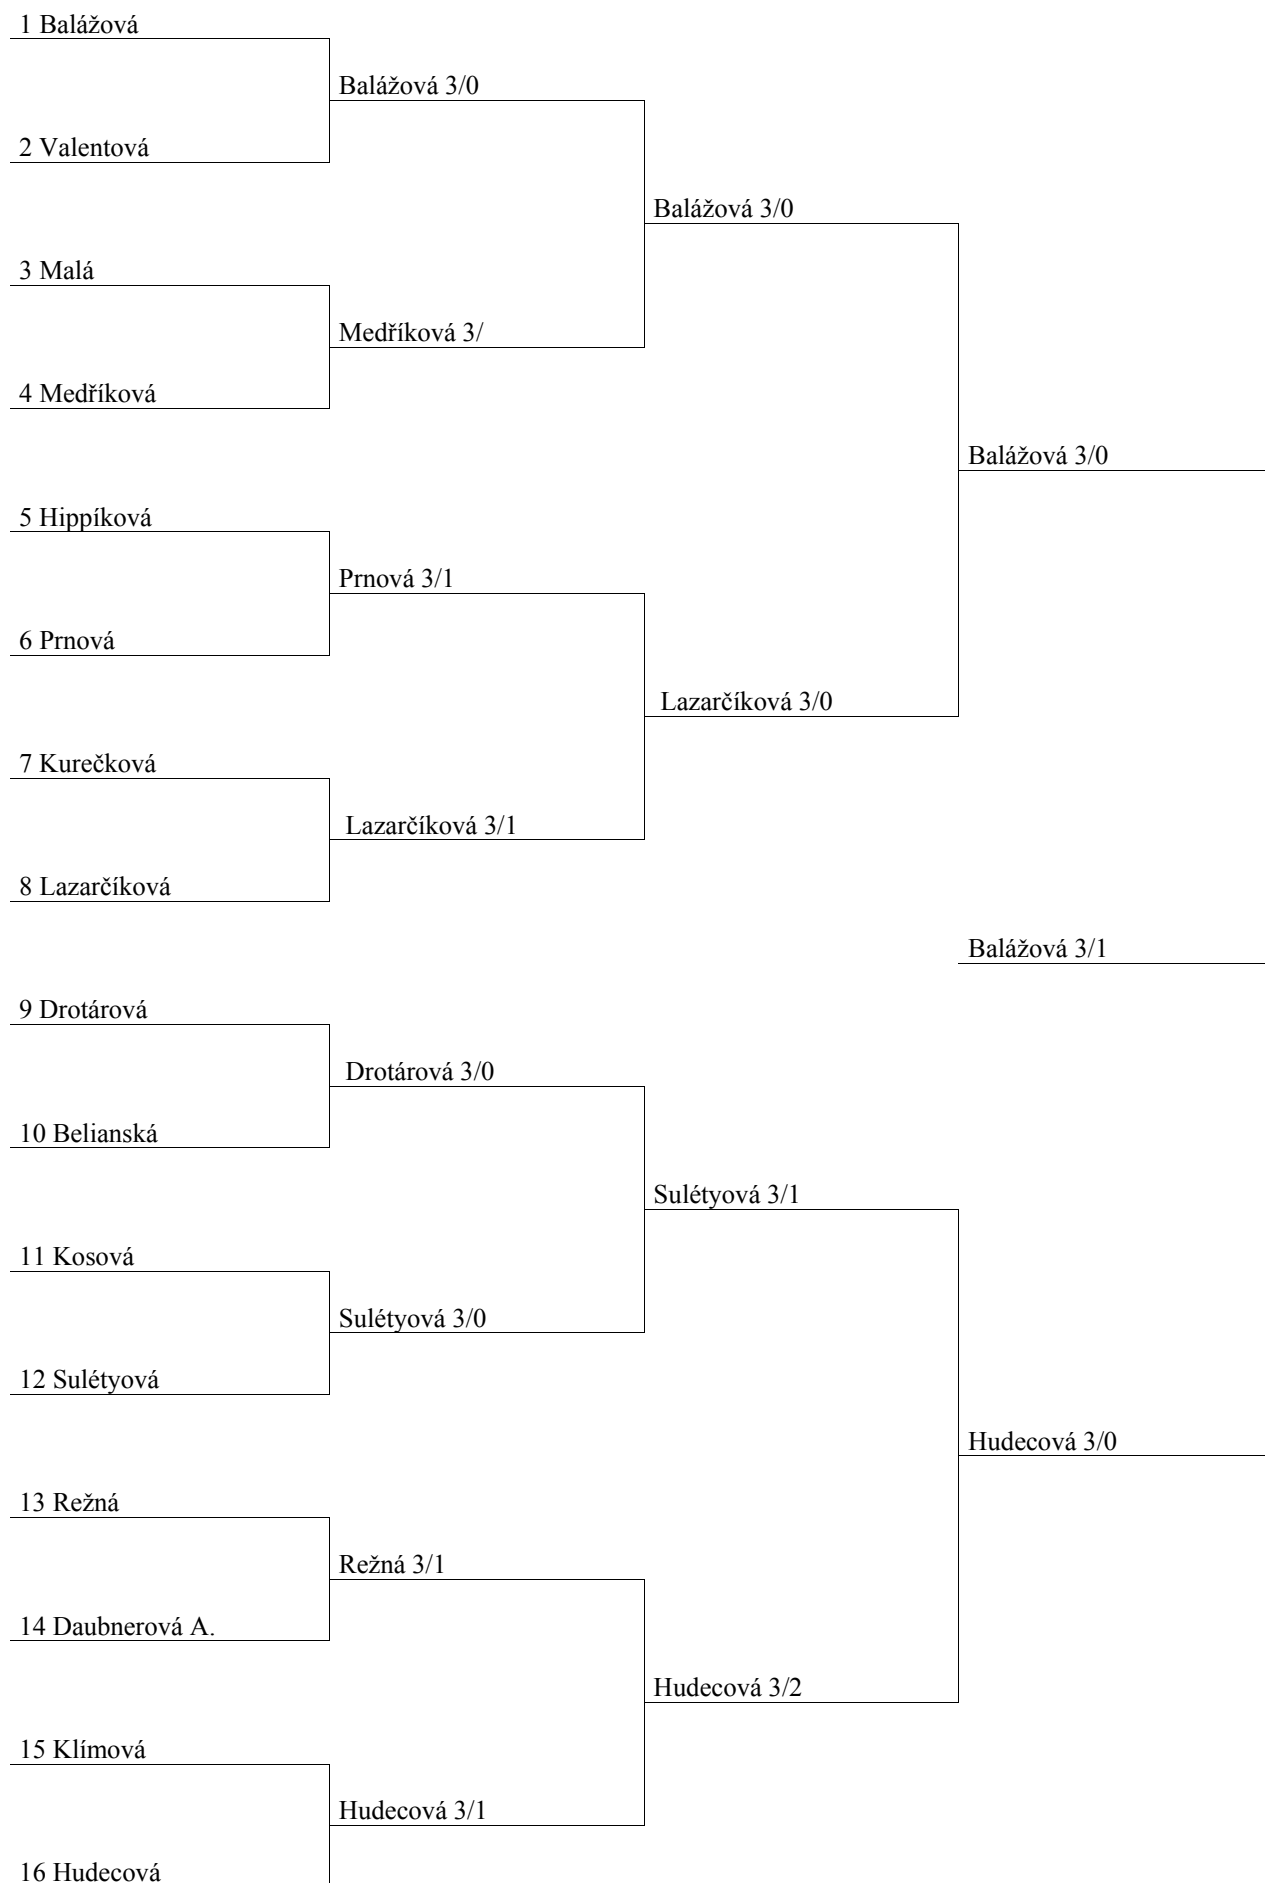 1 Balážová
Balážová 3/0
2 Valentová
Balážová 3/0
3 Malá
Medříková 3/
4 Medříková
Balážová 3/0
5 Hippíková
Prnová 3/1
6 Prnová
Lazarčíková 3/0
7 Kurečková
Lazarčíková 3/1
8 Lazarčíková
Balážová 3/1
9 Drotárová
Drotárová 3/0
10 Belianská
Sulétyová 3/1
11 Kosová
Sulétyová 3/0
12 Sulétyová
Hudecová 3/0
13 Režná
Režná 3/1
14 Daubnerová A.
Hudecová 3/2
15 Klímová
Hudecová 3/1
16 Hudecová